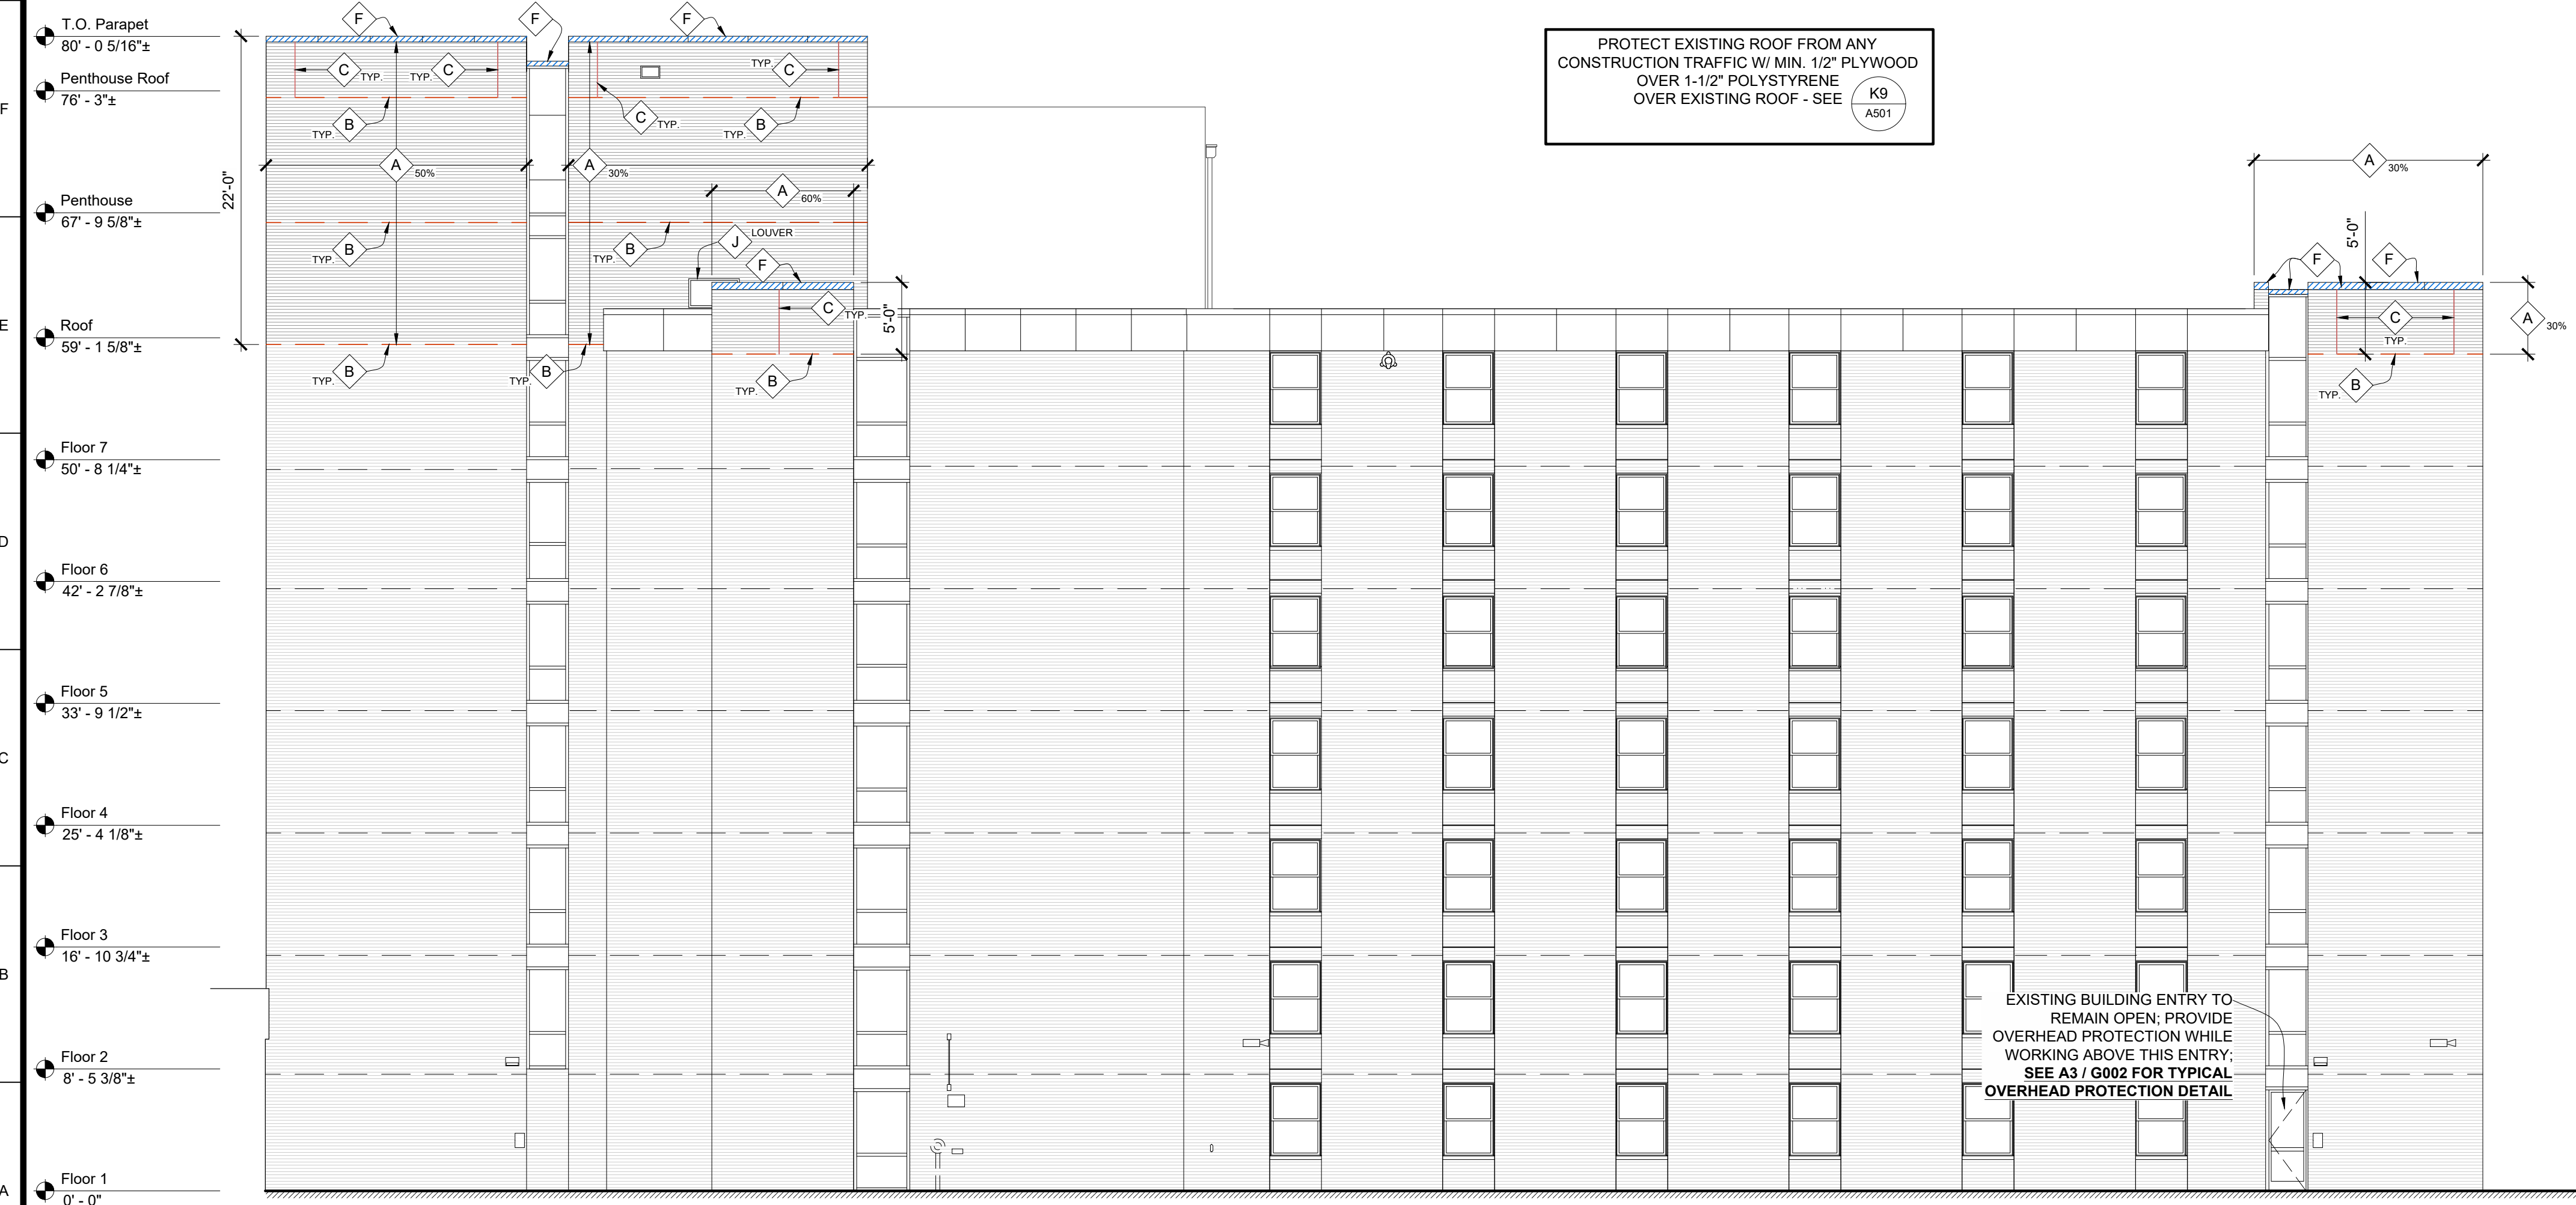 T.O. Parapet
80' - 0 5/16"±
Penthouse Roof
76' - 3"±
Penthouse
67' - 9 5/8"±
Roof
59' - 1 5/8"±
Floor 7
50' - 8 1/4"±
Floor 6
42' - 2 7/8"±
Floor 5
33' - 9 1/2"±
Floor 4
25' - 4 1/8"±
Floor 3
16' - 10 3/4"±
Floor 2
8' - 5 3/8"±
Floor 1
0' - 0"
F
E
D
C
B
A
22'-0"
F
F
F
C TYP.
TYP. C
TYP. C
C TYP.
TYP. B
TYP. B
A 50%
A 30%
A 60%
TYP. B
TYP. B
J LOUVER
F
C TYP.
5'-0"
TYP. B
TYP. B
TYP. B
PROTECT EXISTING ROOF FROM ANY
CONSTRUCTION TRAFFIC W/ MIN. 1/2" PLYWOOD
OVER 1-1/2" POLYSTYRENE
OVER EXISTING ROOF - SEE
K9
A501
A 30%
5'-0"
F
F
C
TYP.
A 30%
TYP. B
EXISTING BUILDING ENTRY TO
REMAIN OPEN; PROVIDE
OVERHEAD PROTECTION WHILE
WORKING ABOVE THIS ENTRY;
SEE A3 / G002 FOR TYPICAL
OVERHEAD PROTECTION DETAIL